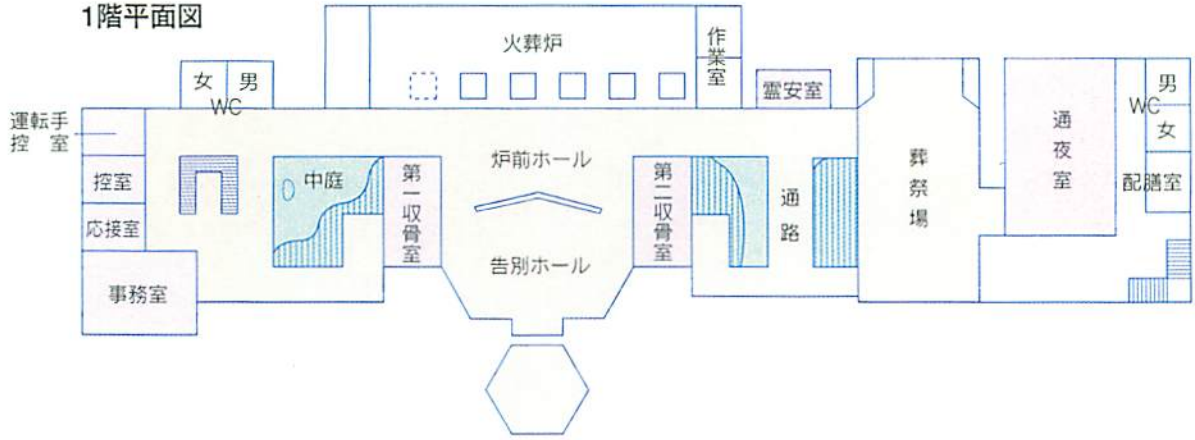 1階平面図
火葬炉
作業室
女 男
WC
霊安室
運転手
控 室
炉前ホール
控室
中庭
第一収骨室
第二収骨室
通路
葬祭場
通夜室
男
WC
女
配膳室
応接室
告別ホール
事務室